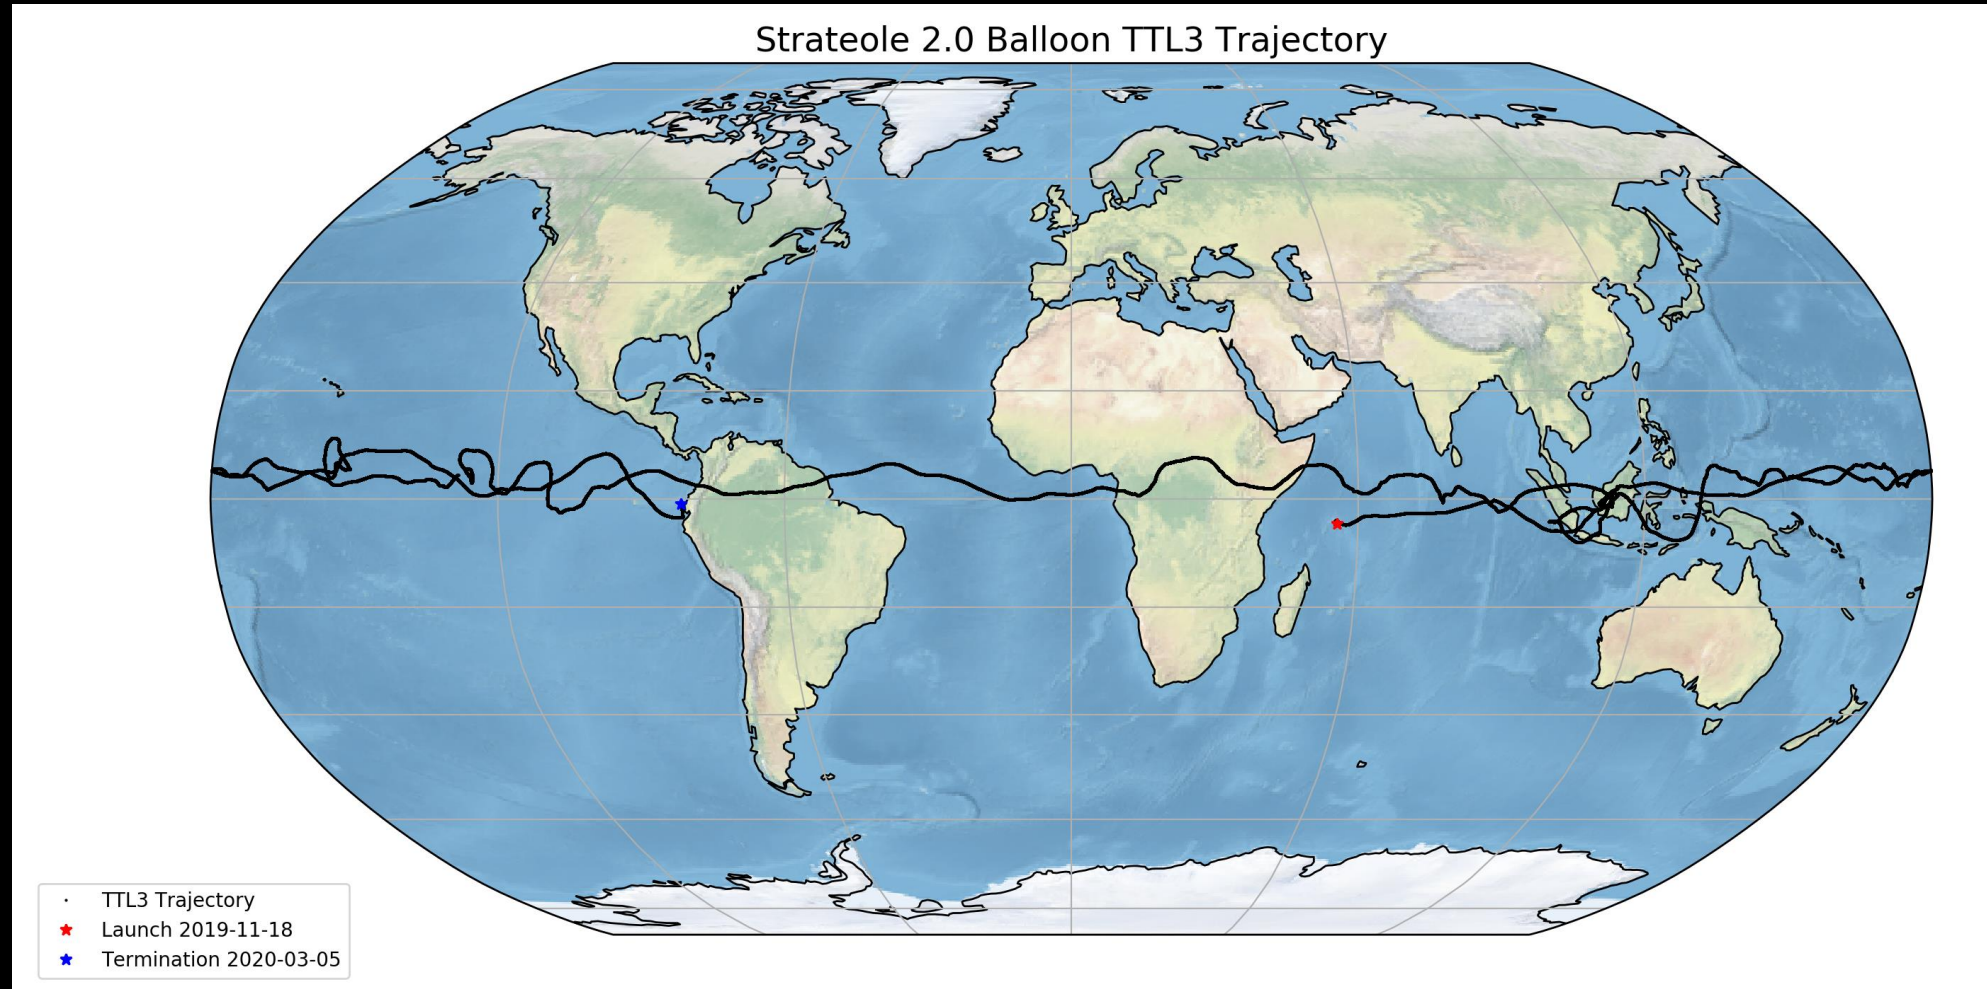 Strateole 2.0 Balloon TTL3 Trajectory
TTL3 Trajectory
Launch 2019-11-18
Termination 2020-03-05